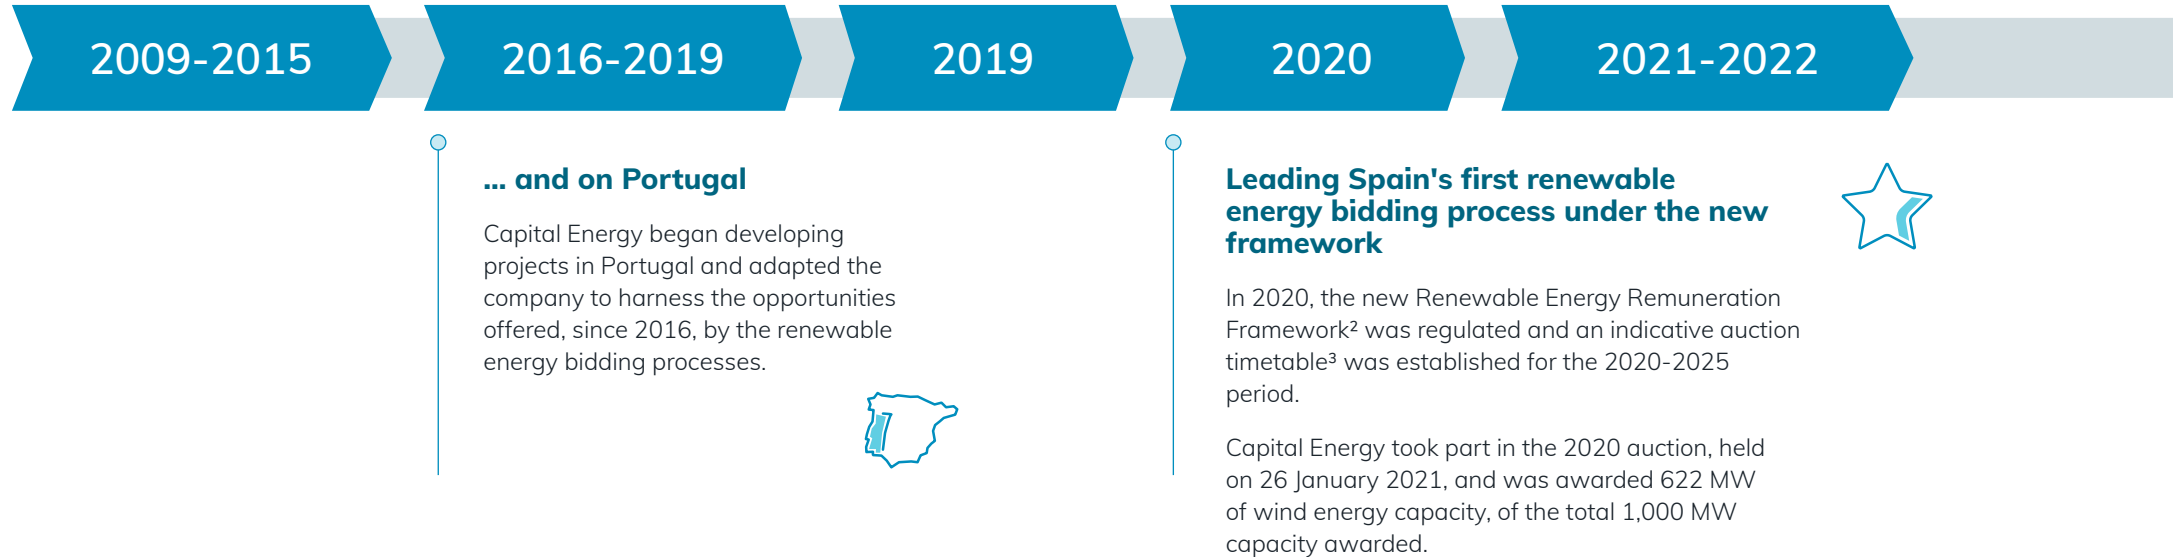 2009-2015
2016-2019
2019
2020
2021-2022
... and on Portugal
Capital Energy began developing
projects in Portugal and adapted the
company to harness the opportunities
offered, since 2016, by the renewable
energy bidding processes.
Leading Spain's first renewable
energy bidding process under the new
framework
In 2020, the new Renewable Energy Remuneration
Framework² was regulated and an indicative auction
timetable³ was established for the 2020-2025
period.
Capital Energy took part in the 2020 auction, held
on 26 January 2021, and was awarded 622 MW
of wind energy capacity, of the total 1,000 MW
capacity awarded.